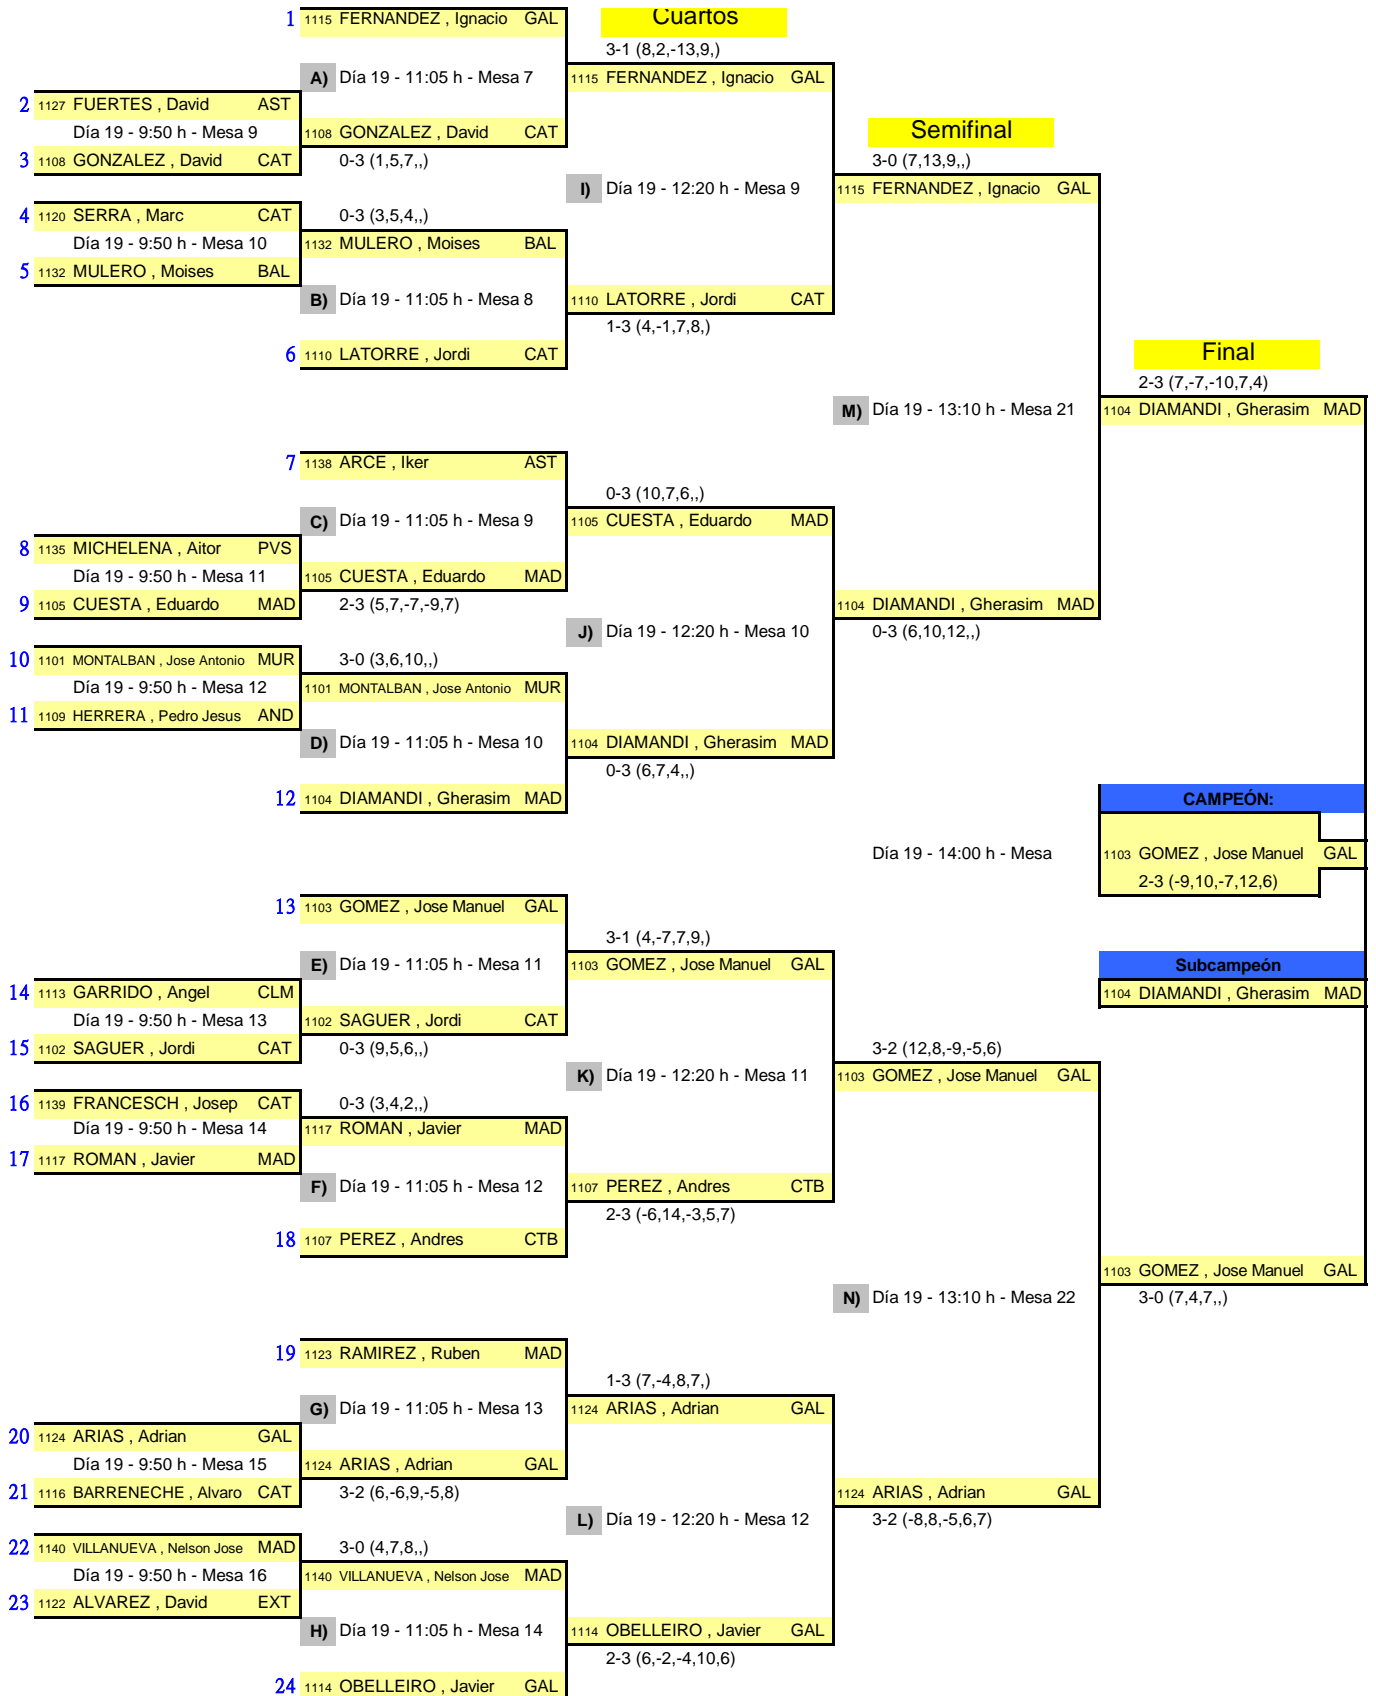 1 1115 FERNANDEZ , Ignacio GAL
Cuartos
3-1 (8,2,-13,9,)
A) Día 19 - 11:05 h - Mesa 7
1115 FERNANDEZ , Ignacio GAL
2 1127 FUERTES , David AST
Día 19 - 9:50 h - Mesa 9
1108 GONZALEZ , David CAT
Semifinal
3 1108 GONZALEZ , David CAT
0-3 (1,5,7,,)
3-0 (7,13,9,,)
I) Día 19 - 12:20 h - Mesa 9
1115 FERNANDEZ , Ignacio GAL
4 1120 SERRA , Marc CAT
0-3 (3,5,4,,)
Día 19 - 9:50 h - Mesa 10
1132 MULERO , Moises BAL
5 1132 MULERO , Moises BAL
B) Día 19 - 11:05 h - Mesa 8
1110 LATORRE , Jordi CAT
1-3 (4,-1,7,8,)
6 1110 LATORRE , Jordi CAT
Final
2-3 (7,-7,-10,7,4)
M) Día 19 - 13:10 h - Mesa 21
1104 DIAMANDI , Gherasim MAD
7 1138 ARCE , Iker AST
0-3 (10,7,6,,)
C) Día 19 - 11:05 h - Mesa 9
1105 CUESTA , Eduardo MAD
8 1135 MICHELENA , Aitor PVS
Día 19 - 9:50 h - Mesa 11
1105 CUESTA , Eduardo MAD
9 1105 CUESTA , Eduardo MAD
2-3 (5,7,-7,-9,7)
1104 DIAMANDI , Gherasim MAD
J) Día 19 - 12:20 h - Mesa 10
0-3 (6,10,12,,)
10 1101 MONTALBAN , Jose Antonio MUR
3-0 (3,6,10,,)
Día 19 - 9:50 h - Mesa 12
1101 MONTALBAN , Jose Antonio MUR
11 1109 HERRERA , Pedro Jesus AND
D) Día 19 - 11:05 h - Mesa 10
1104 DIAMANDI , Gherasim MAD
0-3 (6,7,4,,)
12 1104 DIAMANDI , Gherasim MAD
CAMPEÓN:
Día 19 - 14:00 h - Mesa
1103 GOMEZ , Jose Manuel GAL
2-3 (-9,10,-7,12,6)
13 1103 GOMEZ , Jose Manuel GAL
3-1 (4,-7,7,9,)
E) Día 19 - 11:05 h - Mesa 11
1103 GOMEZ , Jose Manuel GAL
Subcampeón
14 1113 GARRIDO , Angel CLM
1104 DIAMANDI , Gherasim MAD
Día 19 - 9:50 h - Mesa 13
1102 SAGUER , Jordi CAT
15 1102 SAGUER , Jordi CAT
0-3 (9,5,6,,)
3-2 (12,8,-9,-5,6)
K) Día 19 - 12:20 h - Mesa 11
1103 GOMEZ , Jose Manuel GAL
16 1139 FRANCESCH , Josep CAT
0-3 (3,4,2,,)
Día 19 - 9:50 h - Mesa 14
1117 ROMAN , Javier MAD
17 1117 ROMAN , Javier MAD
F) Día 19 - 11:05 h - Mesa 12
1107 PEREZ , Andres CTB
2-3 (-6,14,-3,5,7)
18 1107 PEREZ , Andres CTB
1103 GOMEZ , Jose Manuel GAL
N) Día 19 - 13:10 h - Mesa 22
3-0 (7,4,7,,)
19 1123 RAMIREZ , Ruben MAD
1-3 (7,-4,8,7,)
G) Día 19 - 11:05 h - Mesa 13
1124 ARIAS , Adrian GAL
20 1124 ARIAS , Adrian GAL
Día 19 - 9:50 h - Mesa 15
1124 ARIAS , Adrian GAL
21 1116 BARRENECHE , Alvaro CAT
3-2 (6,-6,9,-5,8)
1124 ARIAS , Adrian GAL
L) Día 19 - 12:20 h - Mesa 12
3-2 (-8,8,-5,6,7)
22 1140 VILLANUEVA , Nelson Jose MAD
3-0 (4,7,8,,)
Día 19 - 9:50 h - Mesa 16
1140 VILLANUEVA , Nelson Jose MAD
23 1122 ALVAREZ , David EXT
H) Día 19 - 11:05 h - Mesa 14
1114 OBELLEIRO , Javier GAL
2-3 (6,-2,-4,10,6)
24 1114 OBELLEIRO , Javier GAL